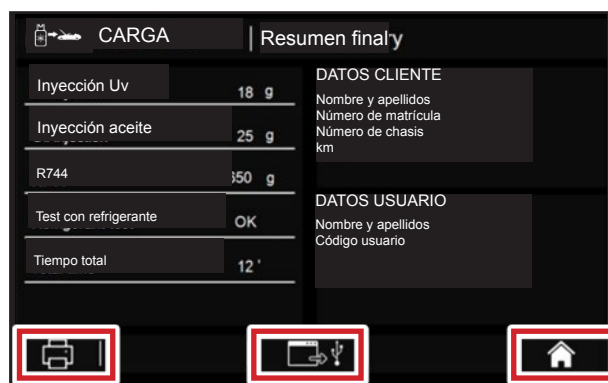 CARGA | Resumen final
Inyección Uv 18 g
Inyección aceite 25 g
R744 650 g
Test con refrigerante OK
Tiempo total 12 '
DATOS CLIENTE
Nombre y apellidos
Número de matrícula
Número de chasis
km
DATOS USUARIO
Nombre y apellidos
Código usuario